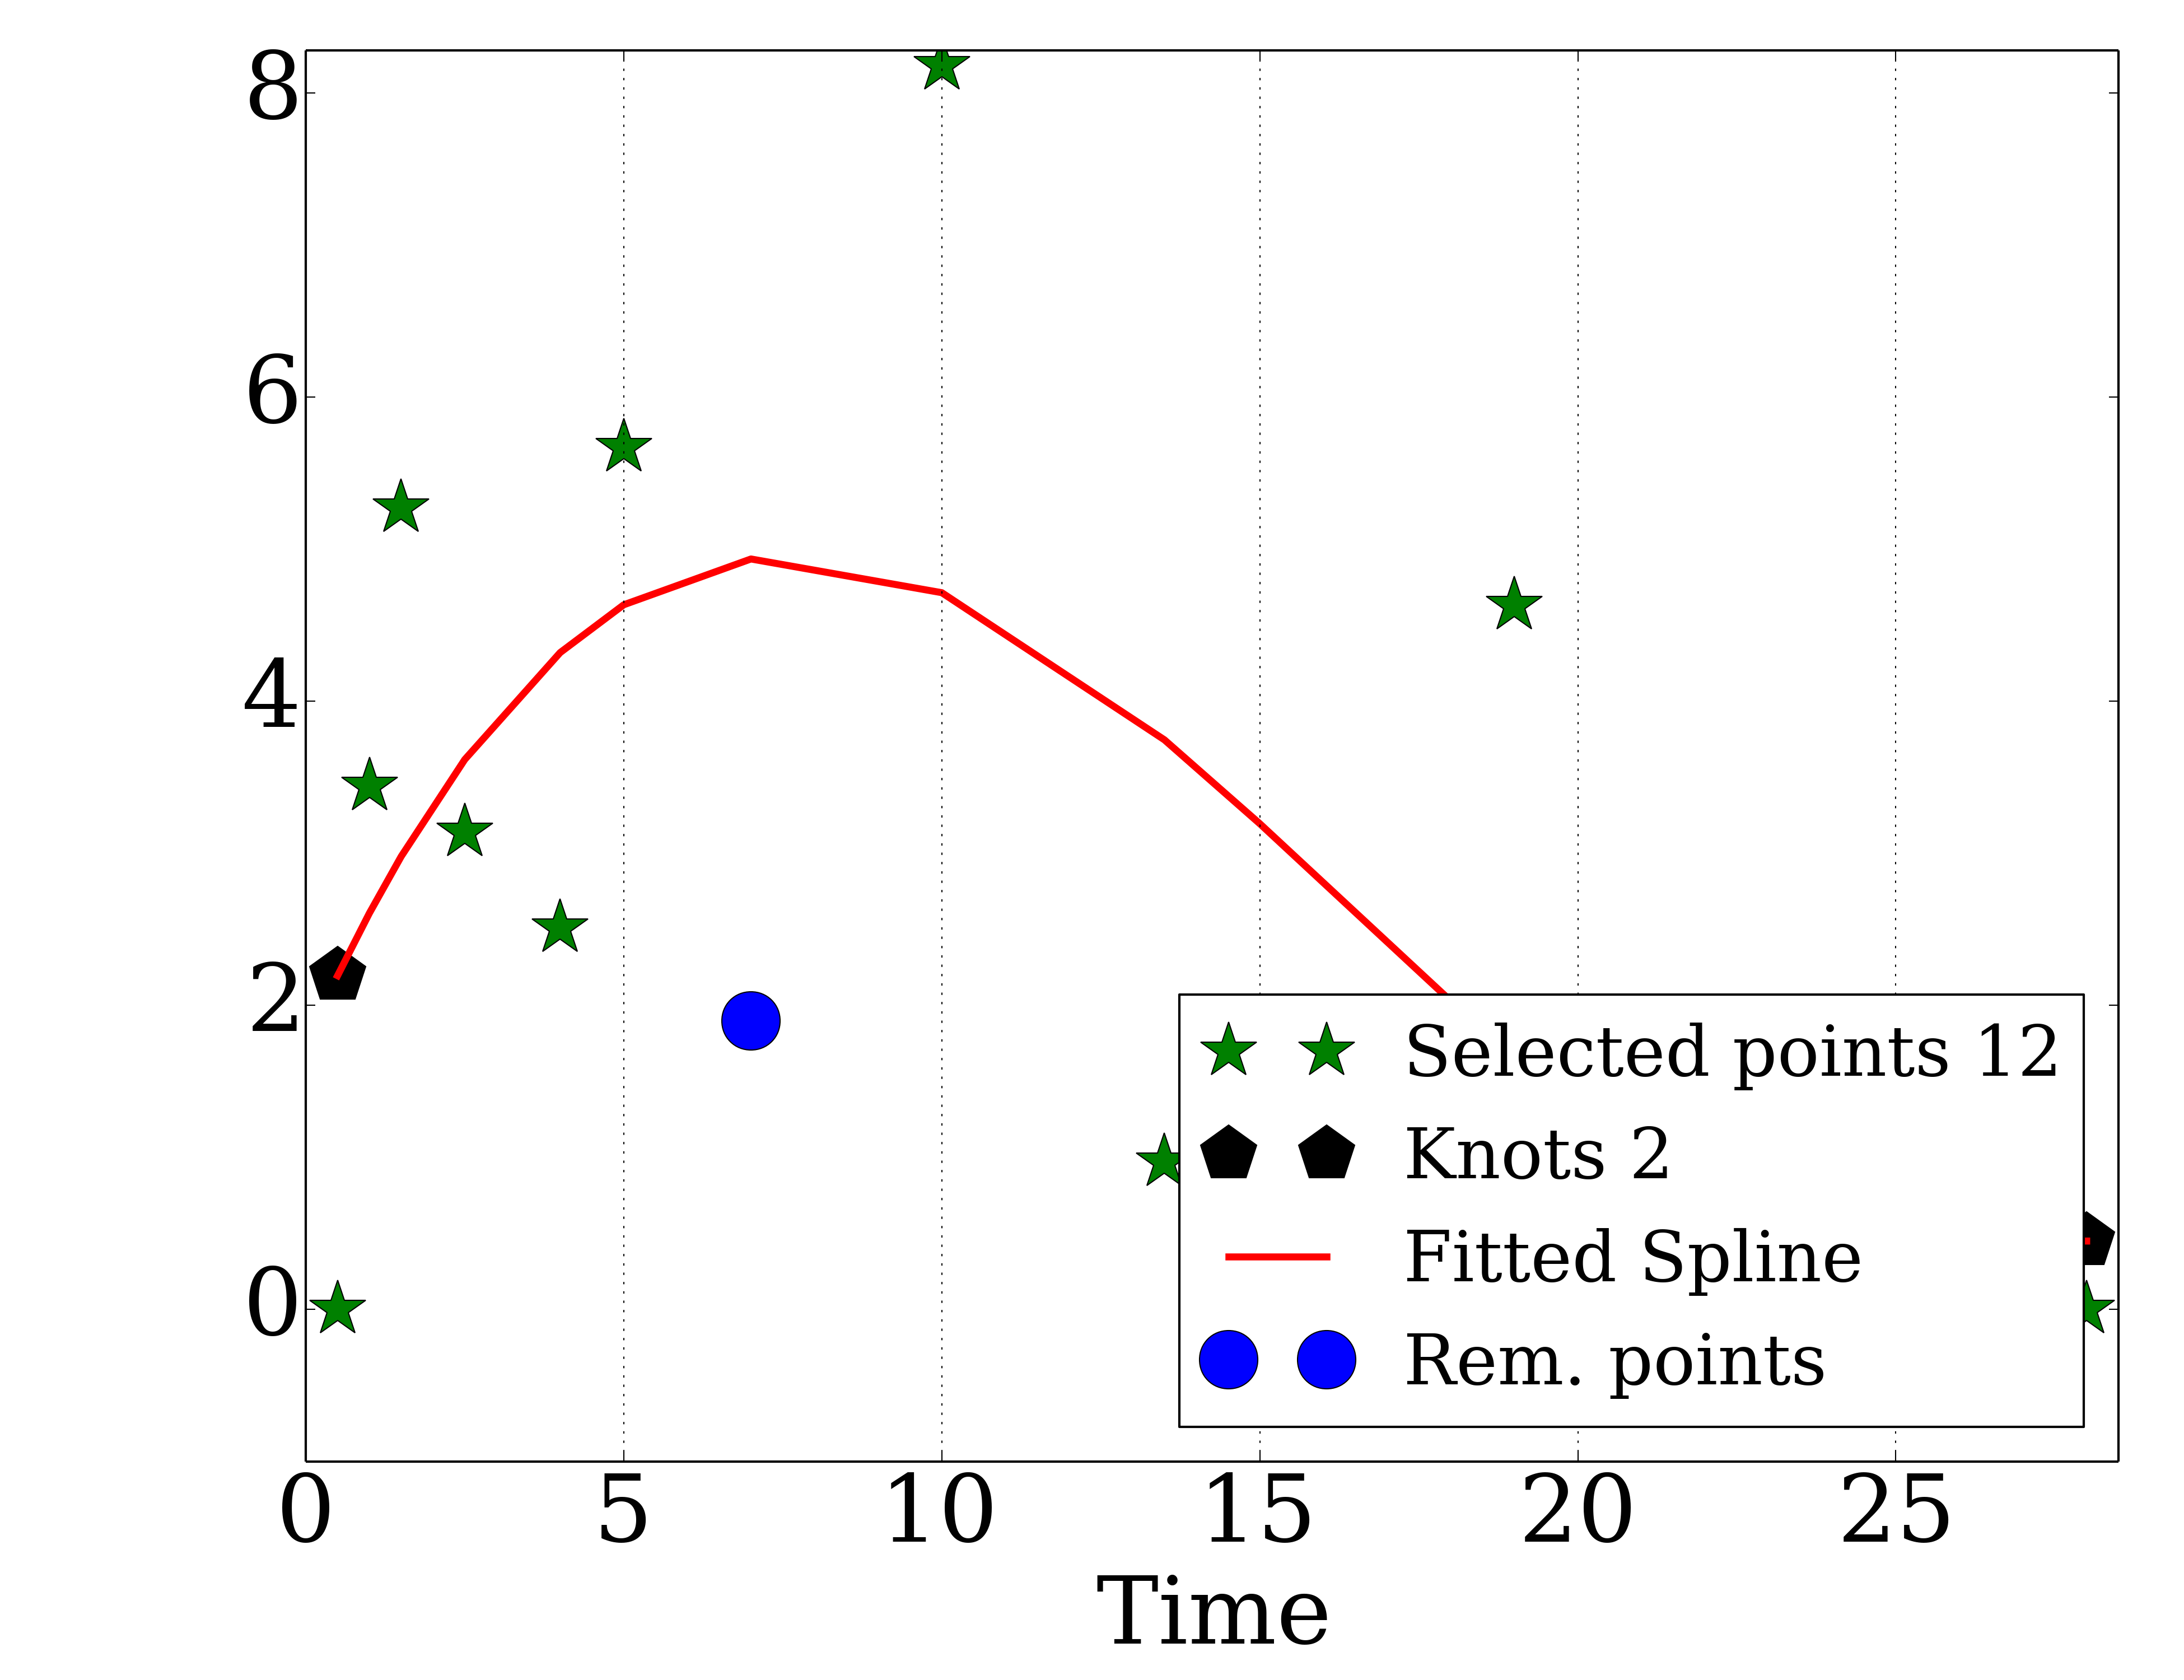 8
6
4
2
0
0 5 10 15 20 25
Time
Selected points 12
Knots 2
Fitted Spline
Rem. points